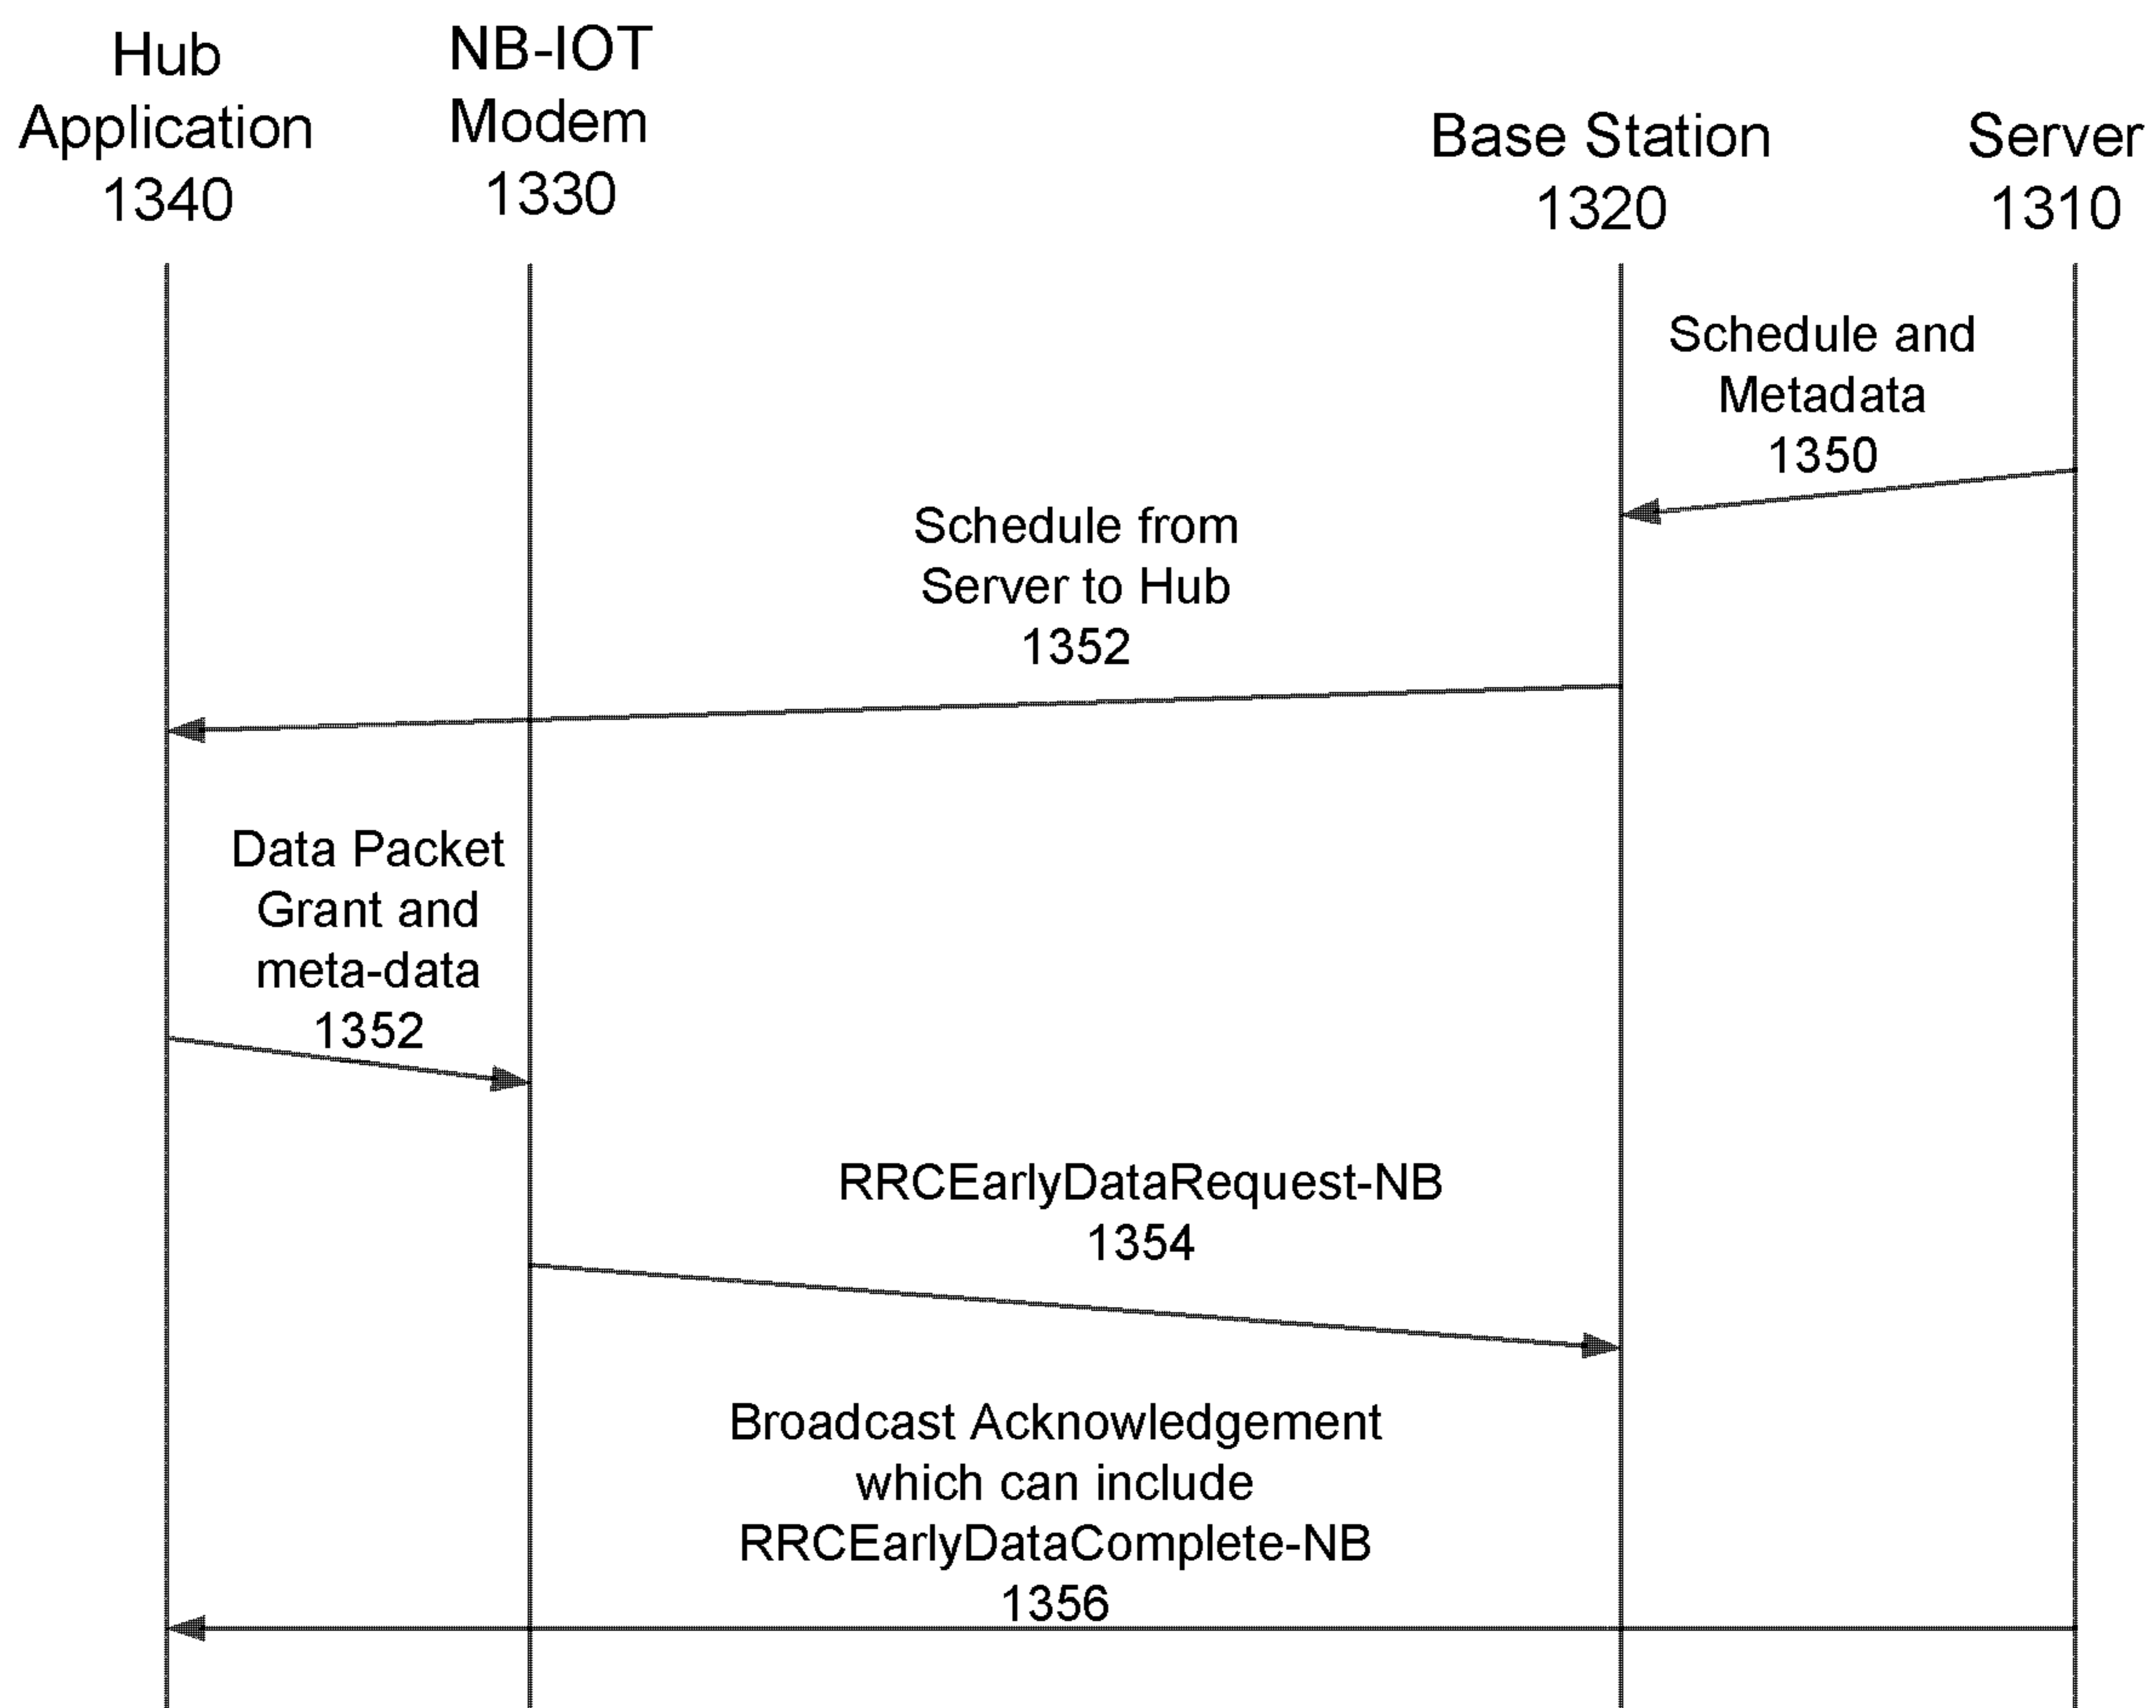 Hub
Application
1340
NB-IOT
Modem
1330
Base Station
1320
Server
1310
Schedule and
Metadata
1350
Schedule from
Server to Hub
1352
Data Packet
Grant and
meta-data
1352
RRCEarlyDataRequest-NB
1354
Broadcast Acknowledgement
which can include
RRCEarlyDataComplete-NB
1356